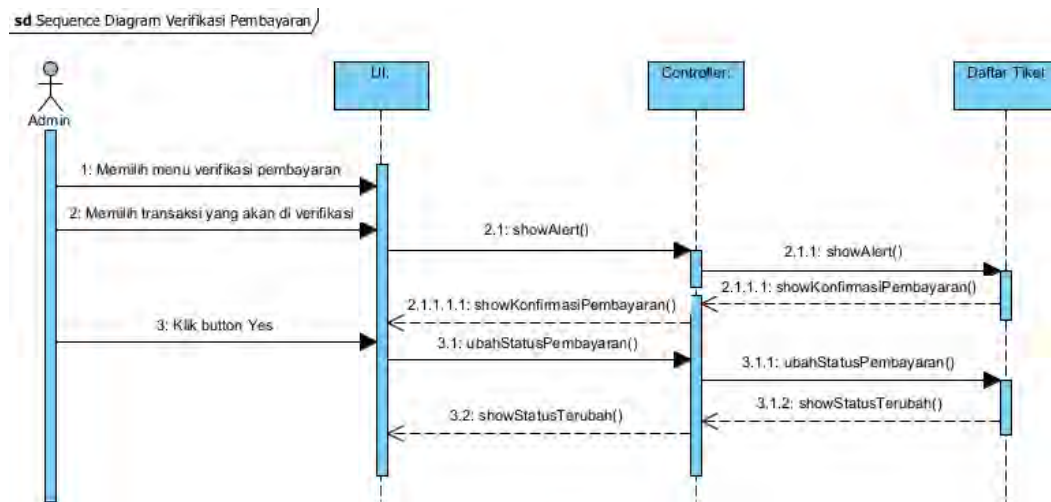 sd Sequence Diagram Verifikasi Pembayaran
UI:
Controller:
Daftar Tiket
Admin
1: Memilih menu verifikasi pembayaran
2: Memilih transaksi yang akan di verifikasi
2.1: showAlert()
2.1.1: showAlert()
2.1.1.1: showKonfirmasiPembayaran()
2.1.1.1.1: showKonfirmasiPembayaran()
3: Klik button Yes
3.1: ubahStatusPembayaran()
3.1.1: ubahStatusPembayaran()
3.1.2: showStatusTerubah()
3.2: showStatusTerubah()